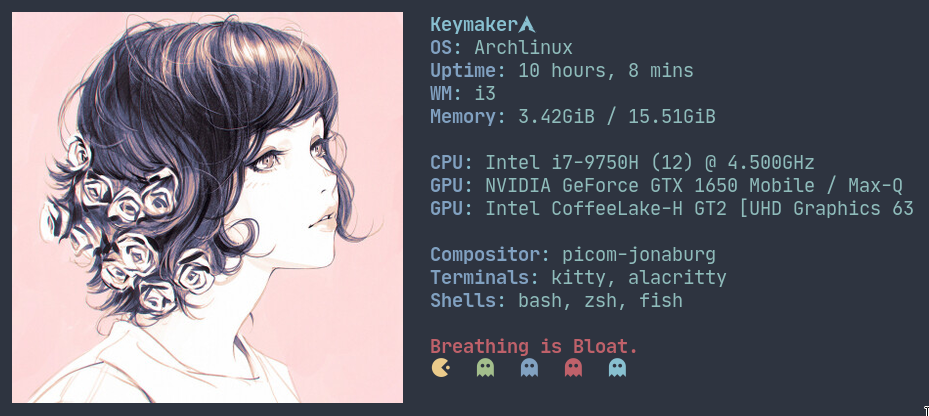 Keymaker
OS: Archlinux
Uptime: 10 hours, 8 mins
WM: i3
Memory: 3.42GiB / 15.51GiB
CPU: Intel i7-9750H (12) @ 4.500GHz
GPU: NVIDIA GeForce GTX 1650 Mobile / Max-Q
GPU: Intel CoffeeLake-H GT2 [UHD Graphics 63
Compositor: picom-jonaburg
Terminals: kitty, alacritty
Shells: bash, zsh, fish
Breathing is Bloat.